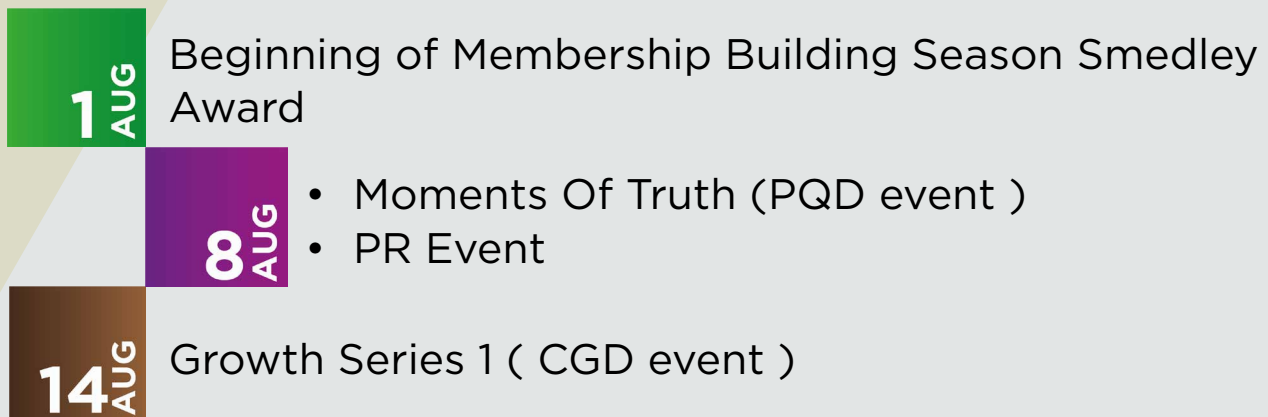 1 AUG
Beginning of Membership Building Season Smedley
Award
8 AUG
• Moments Of Truth (PQD event )
• PR Event
14 AUG
Growth Series 1 ( CGD event )